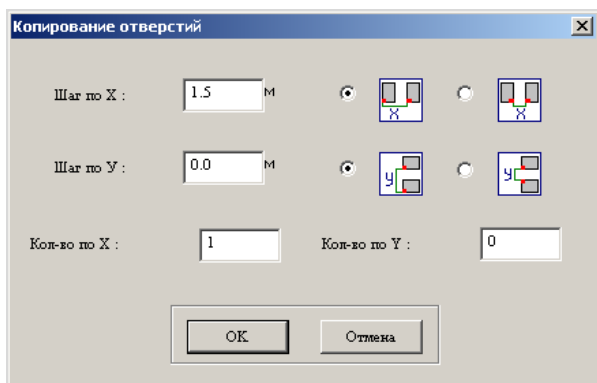 Копирование отверстий
Шаг по X : 1.5 м X X
Шаг по У : 0.0 м У У
Кол-во по X : 1 Кол-во по Y : 0
OK Отмена